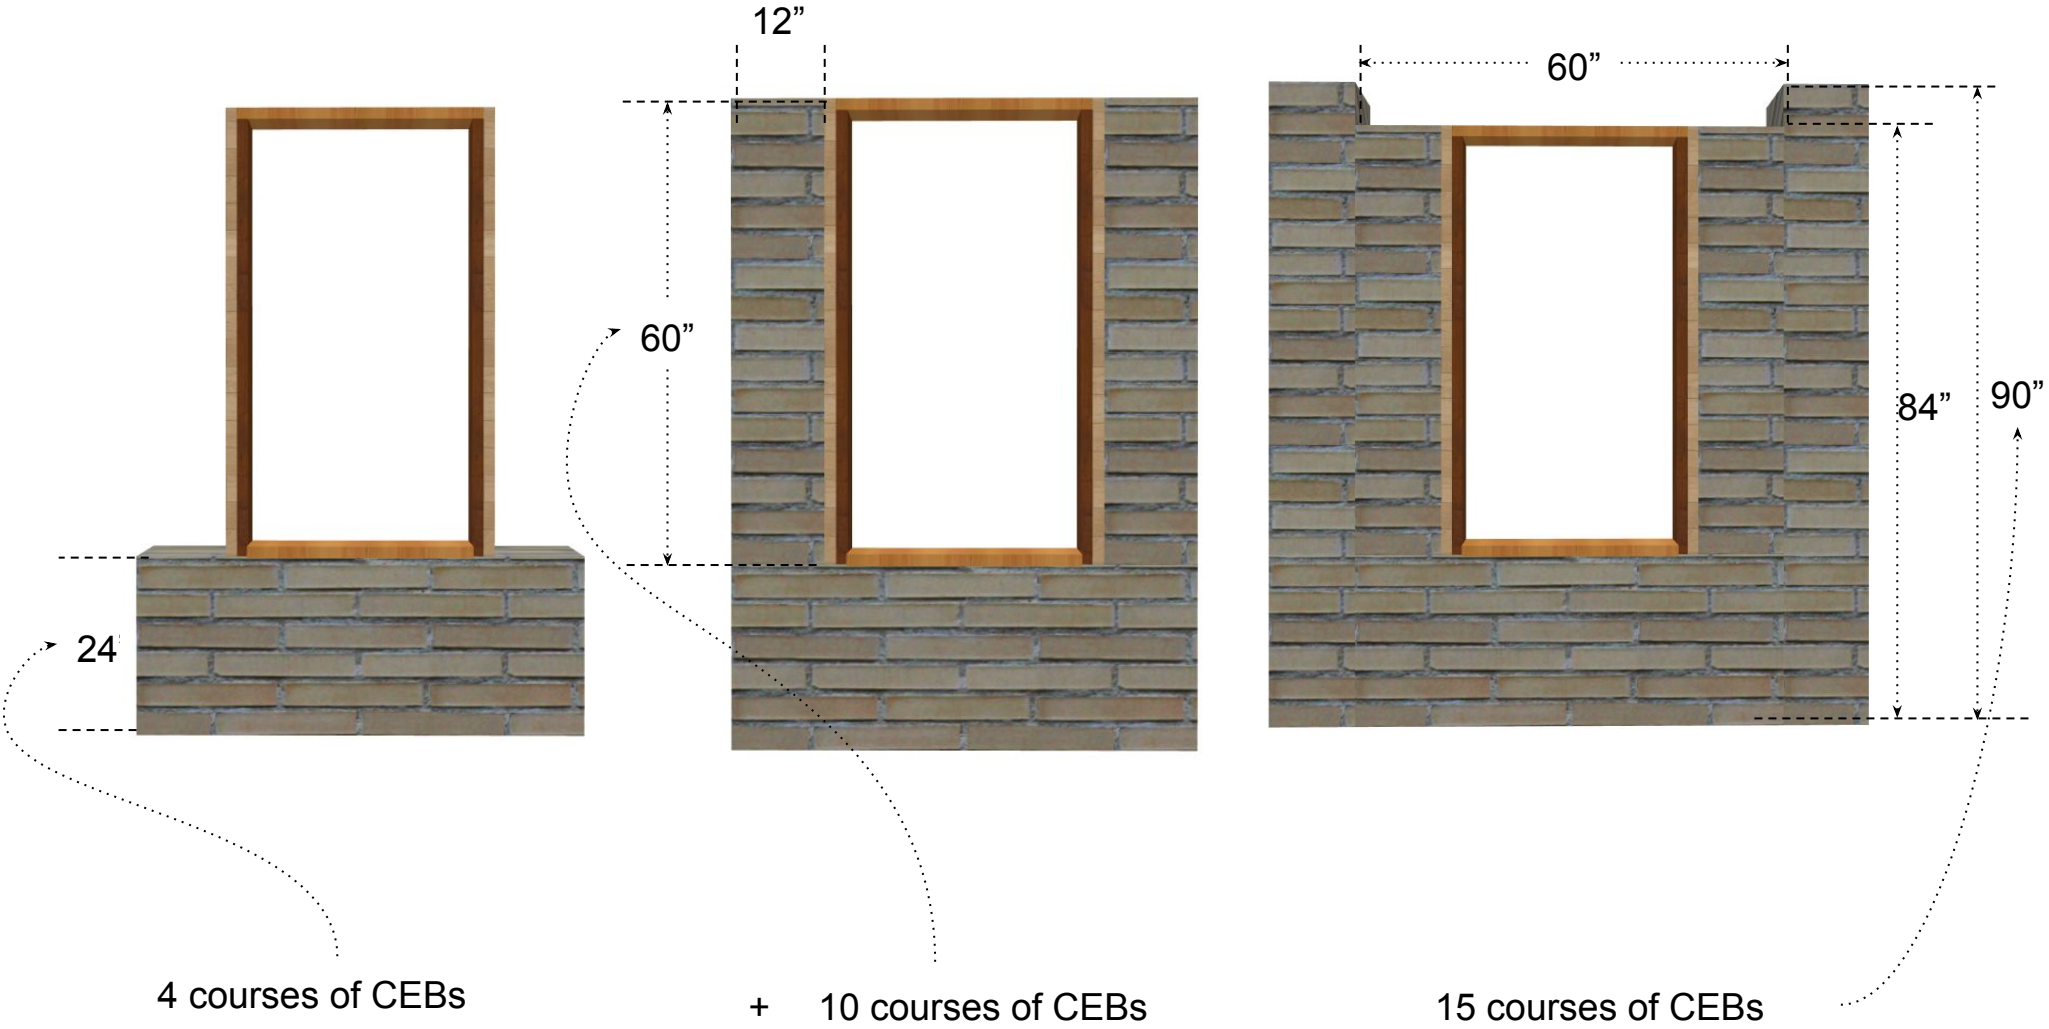 12”
60”
60”
84”
90”
24
4 courses of CEBs
+ 10 courses of CEBs
15 courses of CEBs